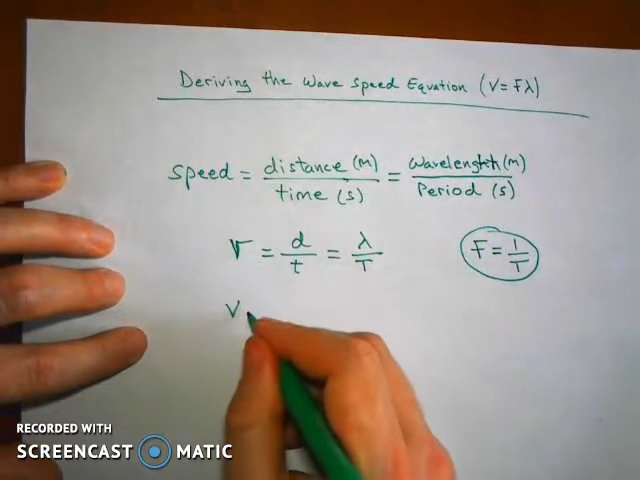 Deriving the Wave Speed Equation (V=Fλ)
Speed = distance (m) / time (s) = Wavelength (m) / Period (s)
V = d / t = λ / T
F = 1 / T
V
RECORDED WITH
SCREENCAST MATIC